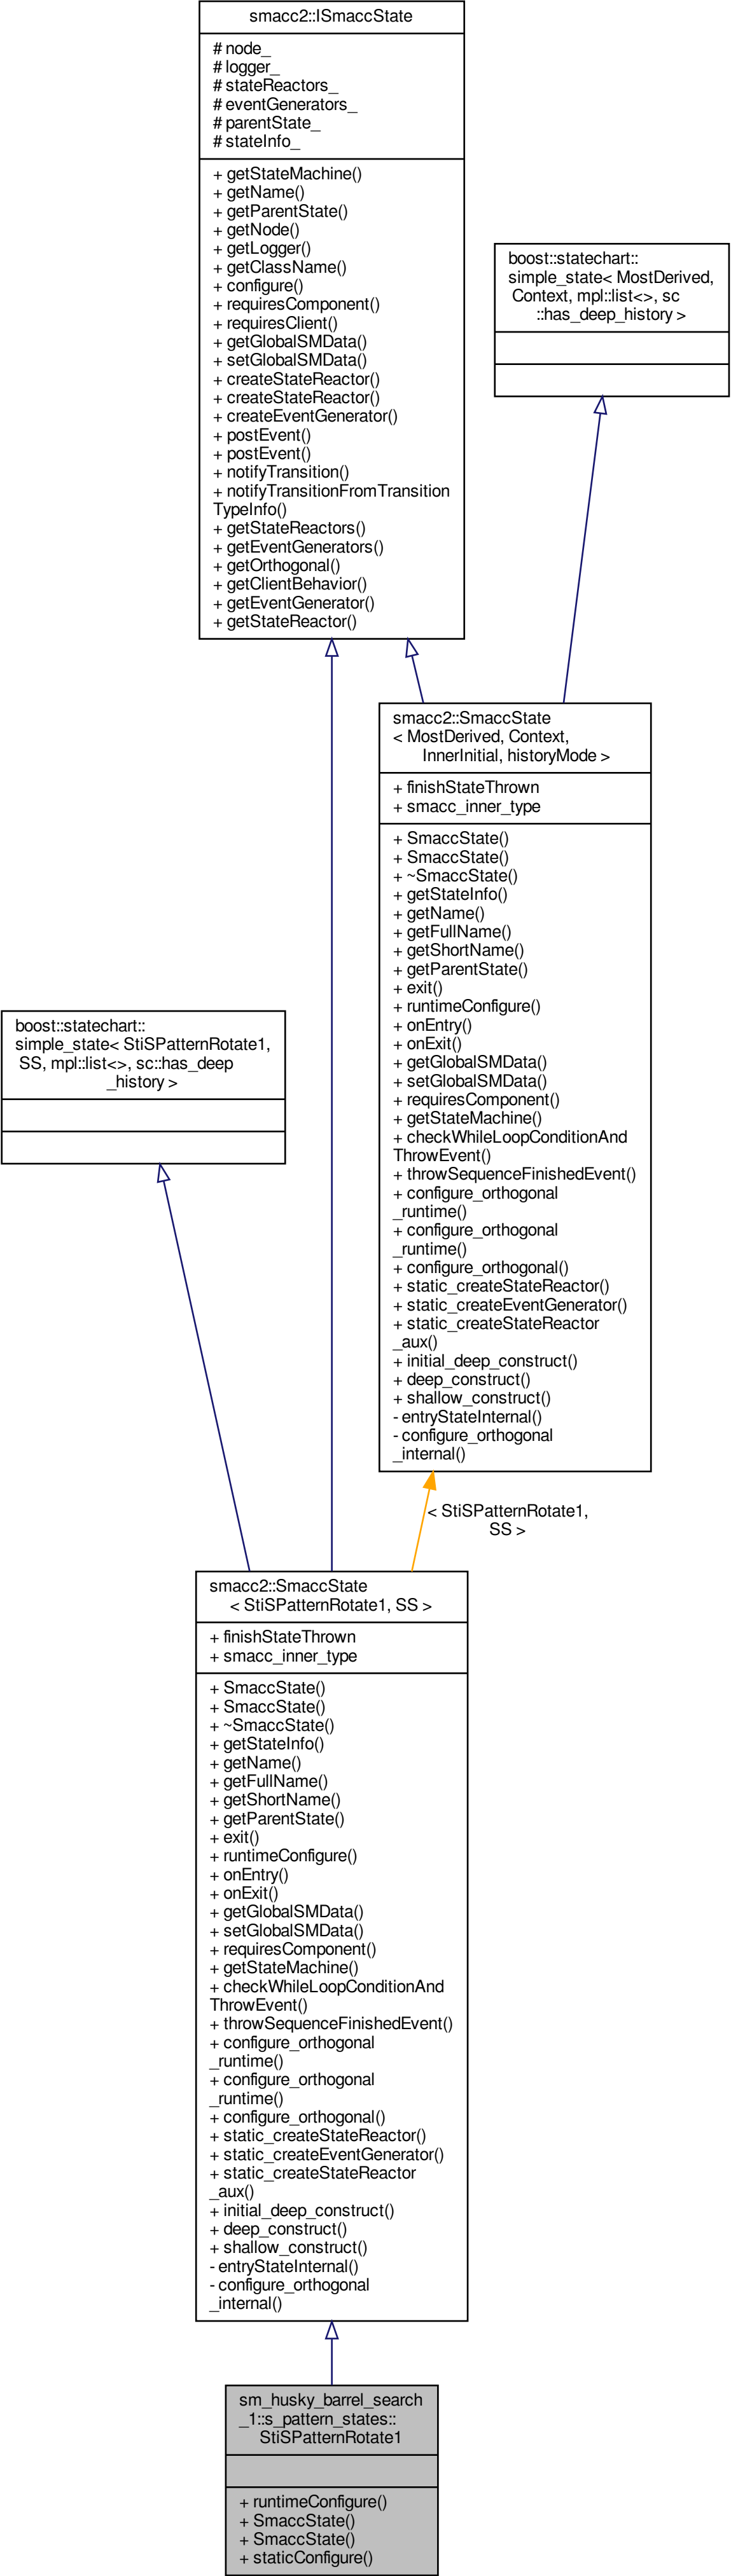 smacc2::ISmaccState
# node_
# logger_
# stateReactors_
# eventGenerators_
# parentState_
# stateInfo_
+ getStateMachine()
+ getName()
+ getParentState()
+ getNode()
+ getLogger()
+ getClassName()
+ configure()
+ requiresComponent()
+ requiresClient()
+ getGlobalSMData()
+ setGlobalSMData()
+ createStateReactor()
+ createStateReactor()
+ createEventGenerator()
+ postEvent()
+ postEvent()
+ notifyTransition()
+ notifyTransitionFromTransition
TypeInfo()
+ getStateReactors()
+ getEventGenerators()
+ getOrthogonal()
+ getClientBehavior()
+ getEventGenerator()
+ getStateReactor()
boost::statechart::
simple_state< MostDerived,
Context, mpl::list<>, sc
::has_deep_history >
smacc2::SmaccState
< MostDerived, Context,
InnerInitial, historyMode >
+ finishStateThrown
+ smacc_inner_type
+ SmaccState()
+ SmaccState()
+ ~SmaccState()
+ getStateInfo()
+ getName()
+ getFullName()
+ getShortName()
+ getParentState()
+ exit()
+ runtimeConfigure()
+ onEntry()
+ onExit()
+ getGlobalSMData()
+ setGlobalSMData()
+ requiresComponent()
+ getStateMachine()
+ checkWhileLoopConditionAnd
ThrowEvent()
+ throwSequenceFinishedEvent()
+ configure_orthogonal
_runtime()
+ configure_orthogonal
_runtime()
+ configure_orthogonal()
+ static_createStateReactor()
+ static_createEventGenerator()
+ static_createStateReactor
_aux()
+ initial_deep_construct()
+ deep_construct()
+ shallow_construct()
- entryStateInternal()
- configure_orthogonal
_internal()
boost::statechart::
simple_state< StiSPatternRotate1,
SS, mpl::list<>, sc::has_deep
_history >
< StiSPatternRotate1,
SS >
smacc2::SmaccState
< StiSPatternRotate1, SS >
+ finishStateThrown
+ smacc_inner_type
+ SmaccState()
+ SmaccState()
+ ~SmaccState()
+ getStateInfo()
+ getName()
+ getFullName()
+ getShortName()
+ getParentState()
+ exit()
+ runtimeConfigure()
+ onEntry()
+ onExit()
+ getGlobalSMData()
+ setGlobalSMData()
+ requiresComponent()
+ getStateMachine()
+ checkWhileLoopConditionAnd
ThrowEvent()
+ throwSequenceFinishedEvent()
+ configure_orthogonal
_runtime()
+ configure_orthogonal
_runtime()
+ configure_orthogonal()
+ static_createStateReactor()
+ static_createEventGenerator()
+ static_createStateReactor
_aux()
+ initial_deep_construct()
+ deep_construct()
+ shallow_construct()
- entryStateInternal()
- configure_orthogonal
_internal()
sm_husky_barrel_search
_1::s_pattern_states::
StiSPatternRotate1
+ runtimeConfigure()
+ SmaccState()
+ SmaccState()
+ staticConfigure()